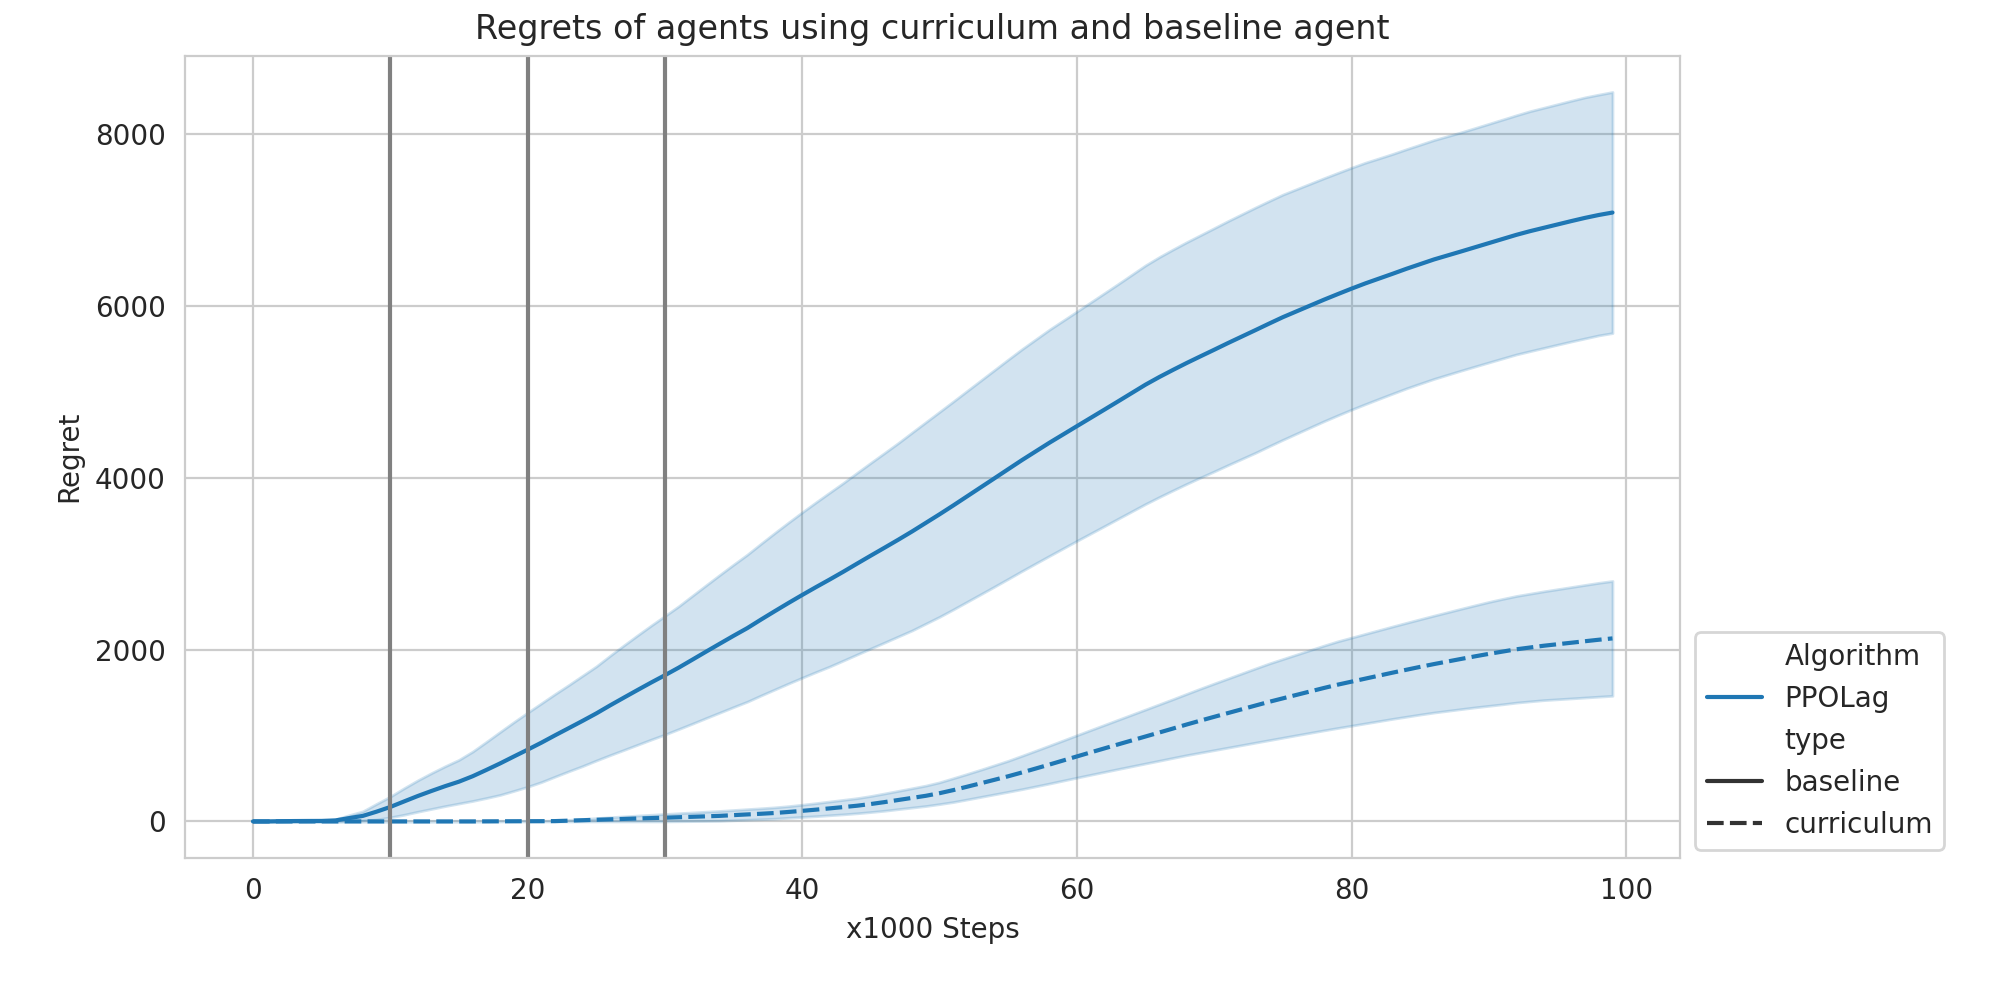 Regrets of agents using curriculum and baseline agent
8000
6000
4000
2000
0
Regret
0 20 40 60 80 100
x1000 Steps
Algorithm
PPOLag
type
baseline
curriculum